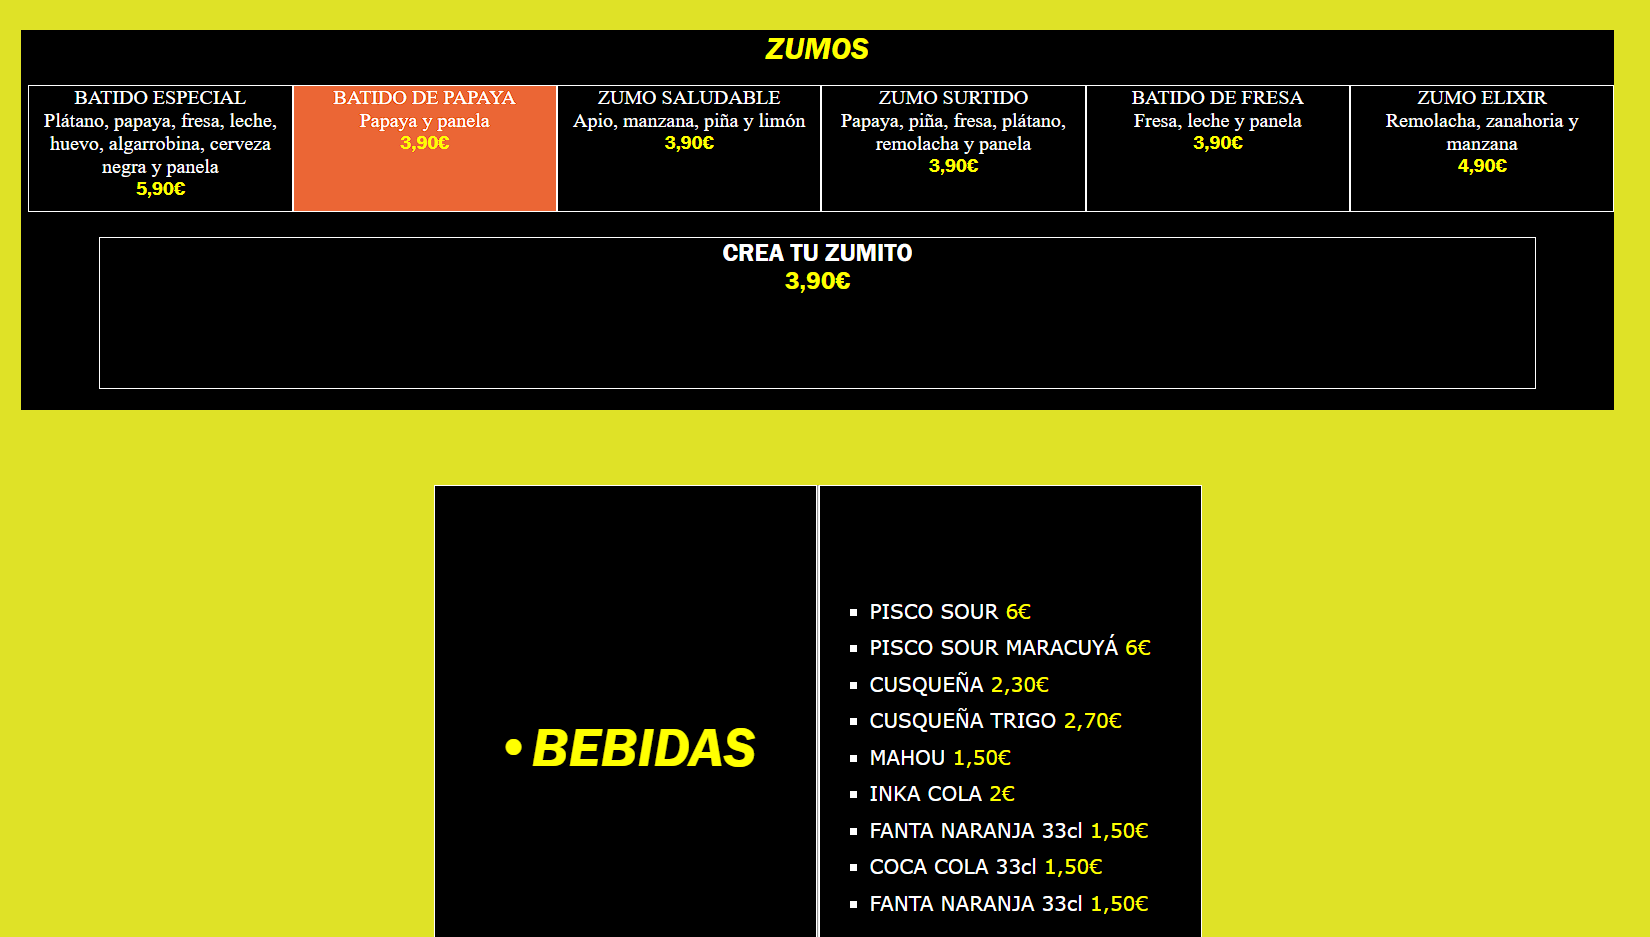 ZUMOS
BATIDO ESPECIAL
Plátano, papaya, fresa, leche,
huevo, algarrobina, cerveza
negra y panela
5,90€
BATIDO DE PAPAYA
Papaya y panela
3,90€
ZUMO SALUDABLE
Apio, manzana, piña y limón
3,90€
ZUMO SURTIDO
Papaya, piña, fresa, plátano,
remolacha y panela
3,90€
BATIDO DE FRESA
Fresa, leche y panela
3,90€
ZUMO ELIXIR
Remolacha, zanahoria y
manzana
4,90€
CREA TU ZUMITO
3,90€
• BEBIDAS
PISCO SOUR 6€
PISCO SOUR MARACUYÁ 6€
CUSQUEÑA 2,30€
CUSQUEÑA TRIGO 2,70€
MAHOU 1,50€
INKA COLA 2€
FANTA NARANJA 33cl 1,50€
COCA COLA 33cl 1,50€
FANTA NARANJA 33cl 1,50€